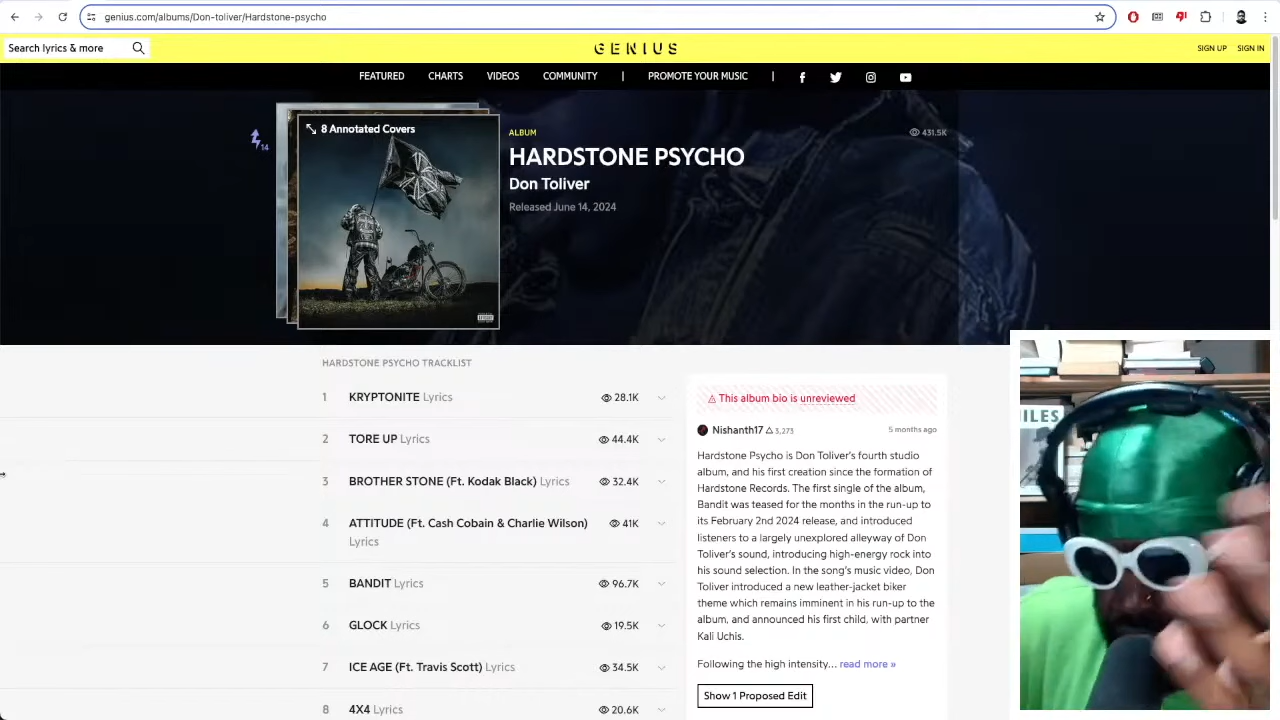 genius.com/albums/Don-toliver/Hardstone-psycho
Search lyrics & more
GENIUS
SIGN UP
SIGN IN
FEATURED
CHARTS
VIDEOS
COMMUNITY
|
PROMOTE YOUR MUSIC
|
14
8 Annotated Covers
ALBUM
431.5K
HARDSTONE PSYCHO
Don Toliver
Released June 14, 2024
HARDSTONE PSYCHO TRACKLIST
1 KRYPTONITE Lyrics 28.1K
2 TORE UP Lyrics 44.4K
3 BROTHER STONE (Ft. Kodak Black) Lyrics 32.4K
4 ATTITUDE (Ft. Cash Cobain & Charlie Wilson) 41K
Lyrics
5 BANDIT Lyrics 96.7K
6 GLOCK Lyrics 19.5K
7 ICE AGE (Ft. Travis Scott) Lyrics 34.5K
8 4X4 Lyrics 20.6K
This album bio is unreviewed
Nishanth17 3,273 5 months ago
Hardstone Psycho is Don Toliver's fourth studio
album, and his first creation since the formation of
Hardstone Records. The first single of the album,
Bandit was teased for the months in the run-up to
its February 2nd 2024 release, and introduced
listeners to a largely unexplored alleyway of Don
Toliver's sound, introducing high-energy rock into
his sound selection. In the song's music video, Don
Toliver introduced a new leather-jacket biker
theme which remains imminent in his run-up to the
album, and announced his first child, with partner
Kali Uchis.
Following the high intensity… read more »
Show 1 Proposed Edit
ILES